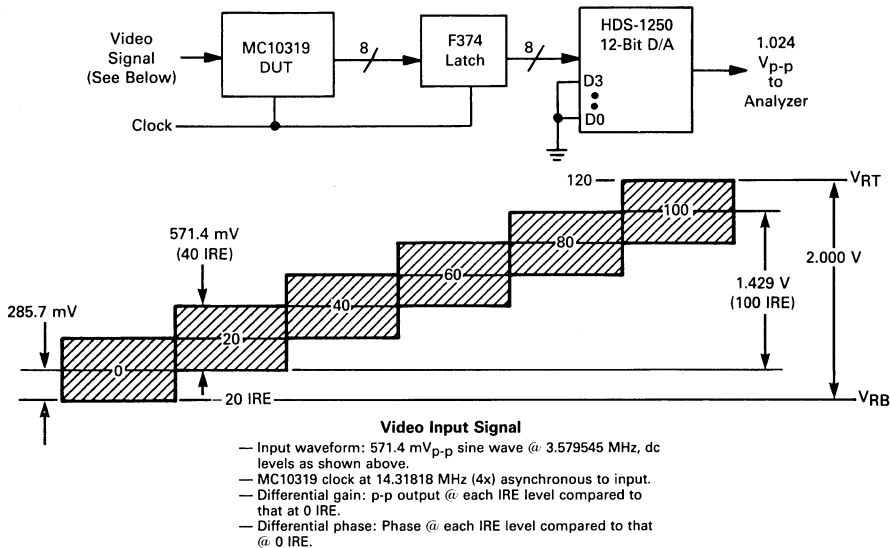 Video
Signal
(See Below)
MC10319
DUT
8
F374
Latch
8
HDS-1250
12-Bit D/A
D3
D0
1.024
Vp-p
to
Analyzer
Clock
120
VRT
100
80
60
40
20
0
571.4 mV
(40 IRE)
285.7 mV
2.000 V
1.429 V
(100 IRE)
20 IRE
VRB
Video Input Signal
— Input waveform: 571.4 mVp-p sine wave @ 3.579545 MHz, dc
levels as shown above.
— MC10319 clock at 14.31818 MHz (4x) asynchronous to input.
— Differential gain: p-p output @ each IRE level compared to
that at 0 IRE.
— Differential phase: Phase @ each IRE level compared to that
@ 0 IRE.